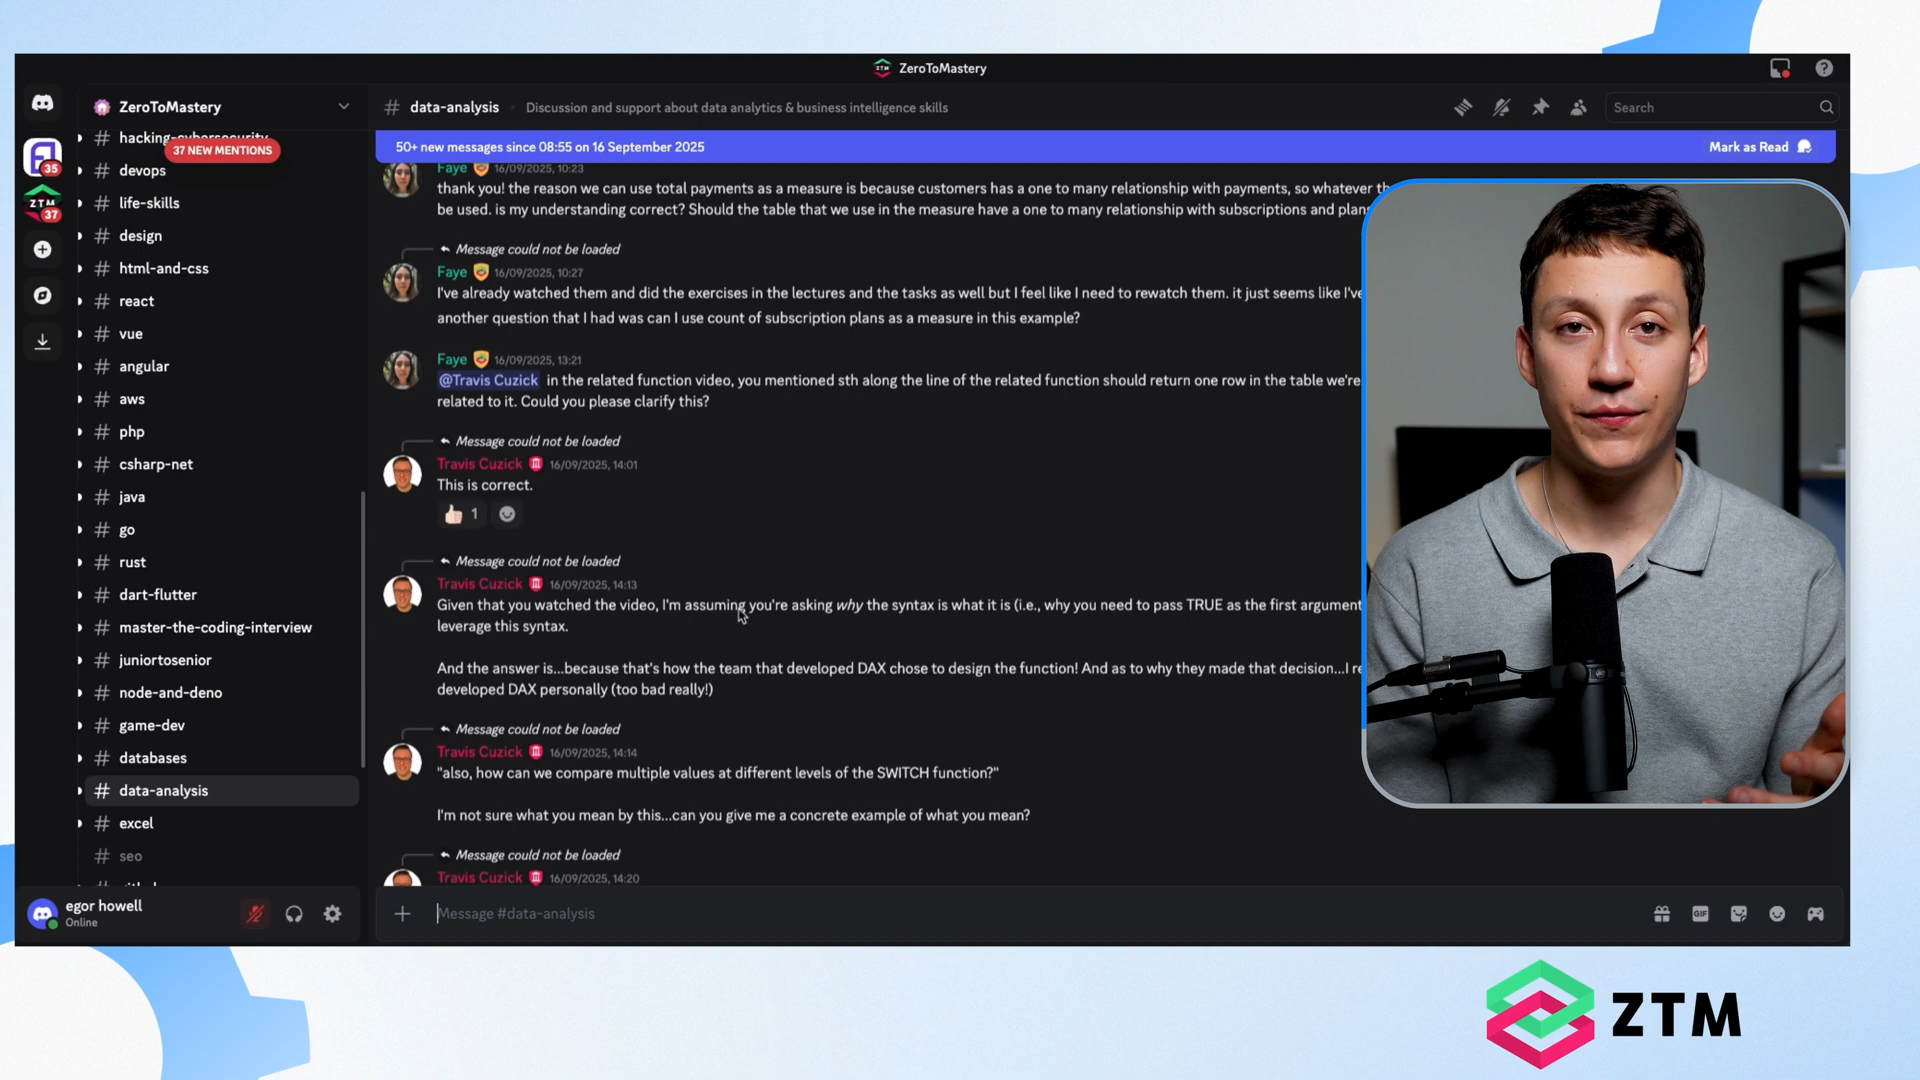 ZTM ZeroToMastery
ZeroToMastery
hacking-cybersecurity
37 NEW MENTIONS
35
ZTM
37
devops
life-skills
design
html-and-css
react
vue
angular
aws
php
csharp-net
java
go
rust
dart-flutter
master-the-coding-interview
juniortosenior
node-and-deno
game-dev
databases
data-analysis
excel
seo
egor howell
Online
# data-analysis Discussion and support about data analytics & business intelligence skills
Search
50+ new messages since 08:55 on 16 September 2025
Mark as Read
Faye 16/09/2025, 10:23
thank you! the reason we can use total payments as a measure is because customers has a one to many relationship with payments, so whatever
be used. is my understanding correct? Should the table that we use in the measure have a one to many relationship with subscriptions and
Message could not be loaded
Faye 16/09/2025, 10:27
I've already watched them and did the exercises in the lectures and the tasks as well but I feel like I need to rewatch them. it just seems like I've
another question that I had was can I use count of subscription plans as a measure in this example?
Faye 16/09/2025, 13:21
@Travis Cuzick in the related function video, you mentioned sth along the line of the related function should return one row in the table we're
related to it. Could you please clarify this?
Message could not be loaded
Travis Cuzick 16/09/2025, 14:01
This is correct.
1
Message could not be loaded
Travis Cuzick 16/09/2025, 14:13
Given that you watched the video, I'm assuming you're asking why the syntax is what it is (i.e., why you need to pass TRUE as the first argument
leverage this syntax.
And the answer is...because that's how the team that developed DAX chose to design the function! And as to why they made that decision...I
developed DAX personally (too bad really!)
Message could not be loaded
Travis Cuzick 16/09/2025, 14:14
"also, how can we compare multiple values at different levels of the SWITCH function?"
I'm not sure what you mean by this...can you give me a concrete example of what you mean?
Message could not be loaded
Travis Cuzick 16/09/2025, 14:20
Message #data-analysis
GIF
ZTM